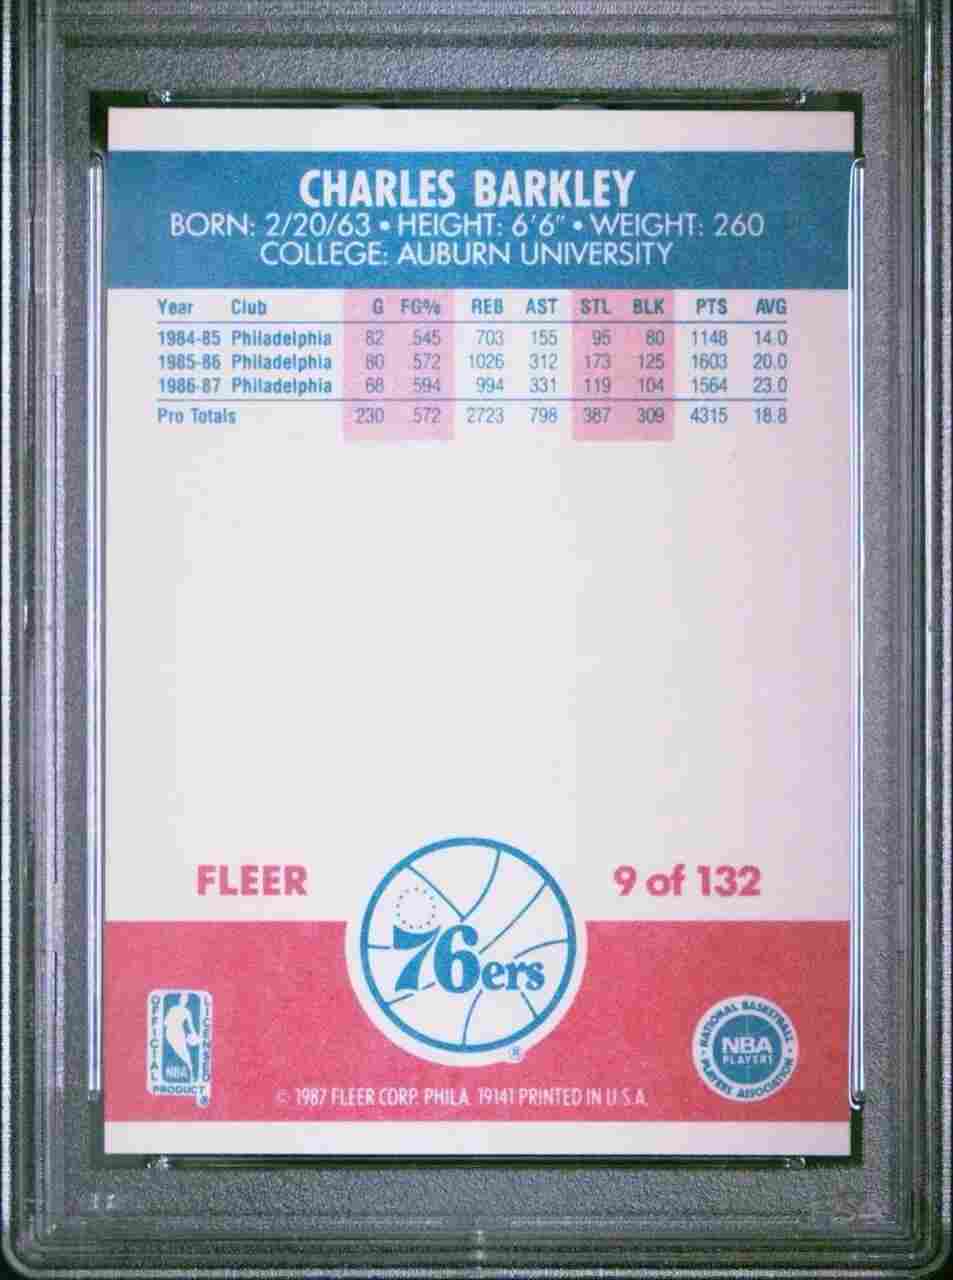 CHARLES BARKLEY
BORN: 2/20/63 • HEIGHT: 6'6" • WEIGHT: 260
COLLEGE: AUBURN UNIVERSITY
Year Club G FG% REB AST STL BLK PTS AVG
1984-85 Philadelphia 82 .545 703 155 95 80 1148 14.0
1985-86 Philadelphia 80 .572 1026 312 173 125 1603 20.0
1986-87 Philadelphia 68 .594 994 331 119 104 1564 23.0
Pro Totals 230 .572 2723 798 387 309 4315 18.8
FLEER
9 of 132
76ers
®
OFFICIAL LICENSED
NBA
PRODUCT
®
NATIONAL BASKETBALL
NBA
PLAYERS
PLAYERS ASSOCIATION
© 1987 FLEER CORP. PHILA. 19141 PRINTED IN U.S.A.
PSA